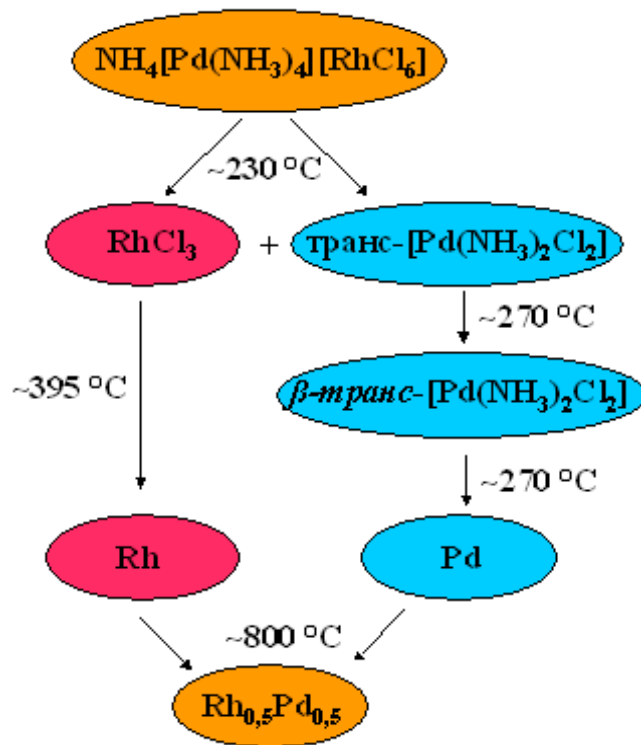 NH₄[Pd(NH₃)₄][RhCl₆]
~230 °C
RhCl₃ + транс-[Pd(NH₃)₂Cl₂]
~270 °C
~395 °C
β-транс-[Pd(NH₃)₂Cl₂]
~270 °C
Rh
Pd
~800 °C
Rh₀,₅Pd₀,₅